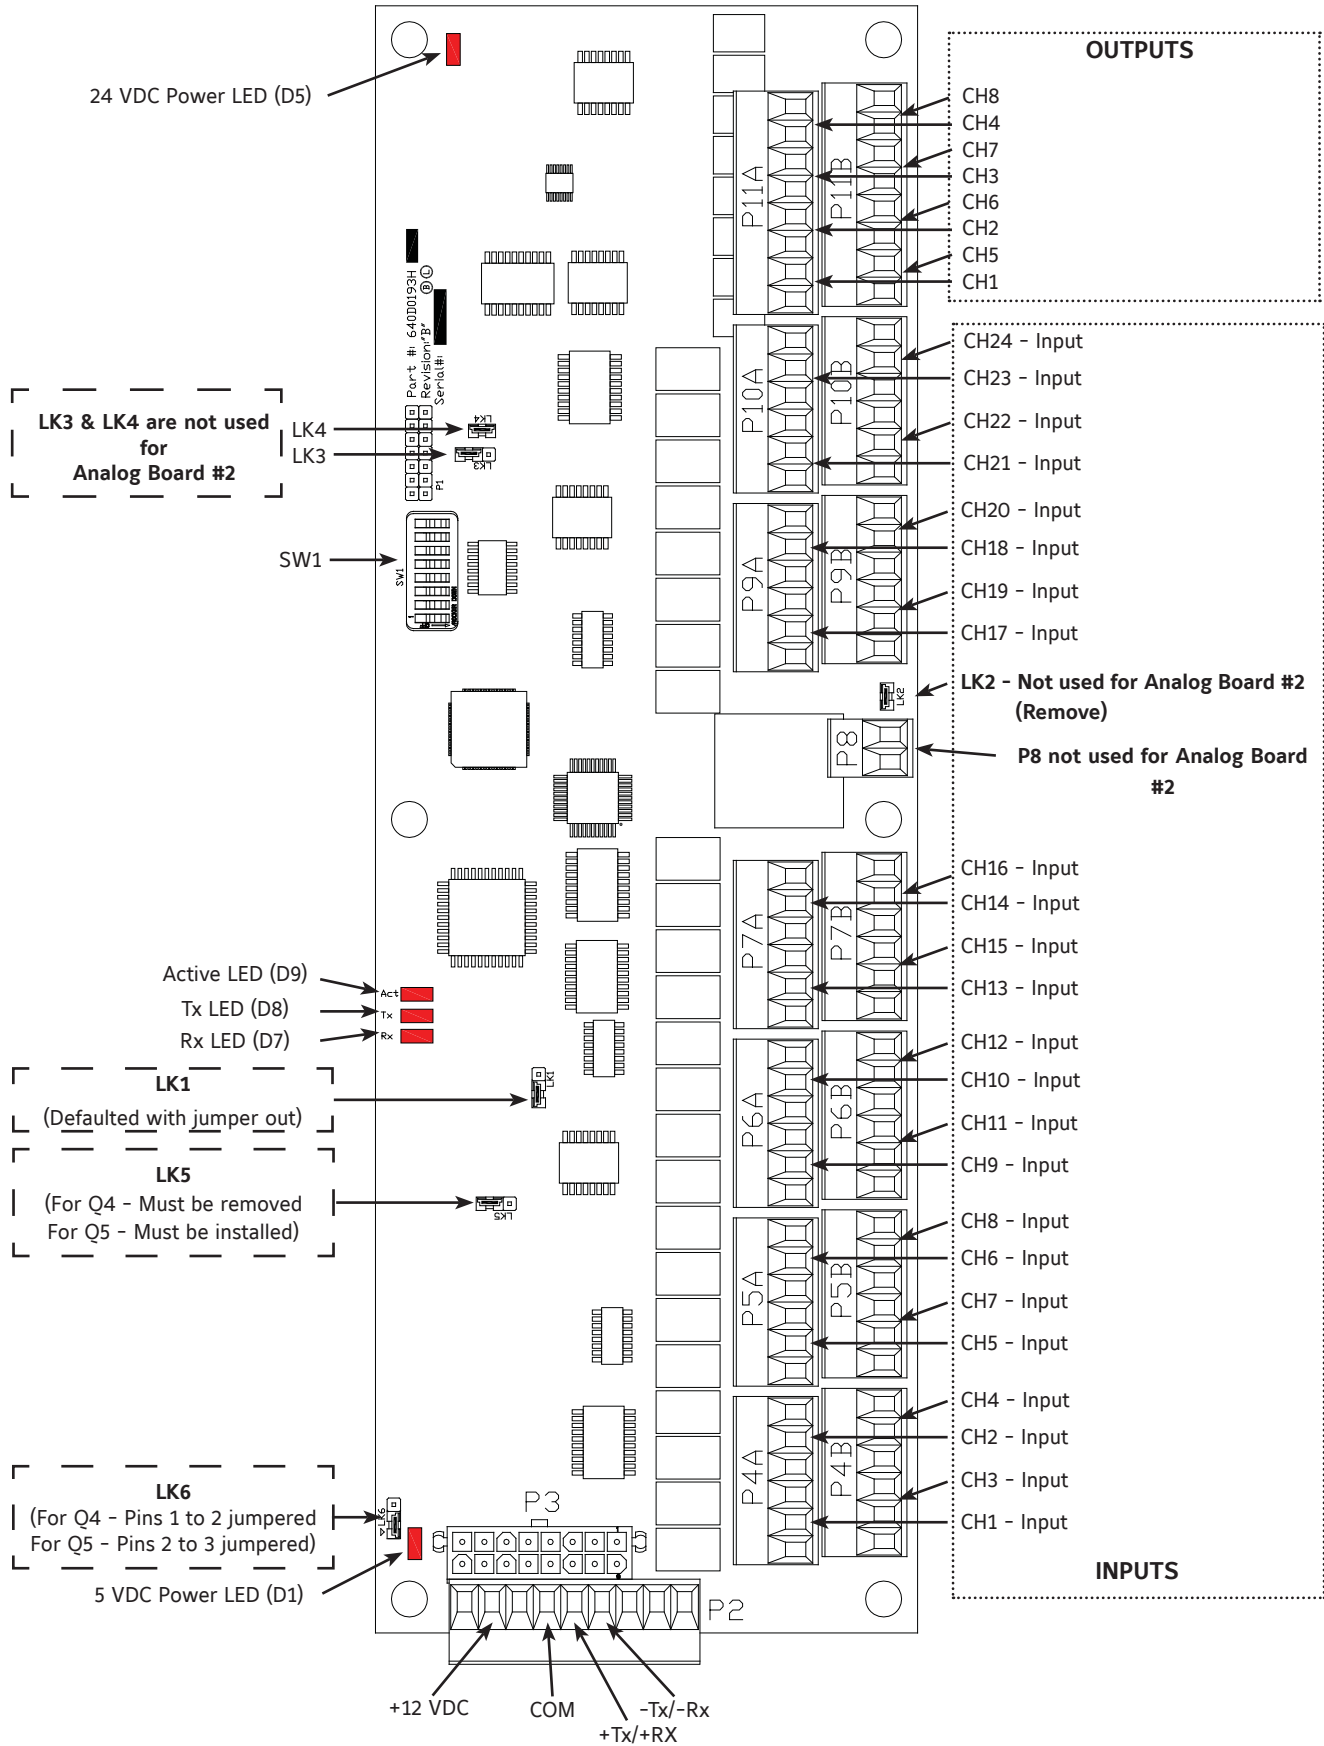 24 VDC Power LED (D5)
OUTPUTS
CH8
CH4
CH7
CH3
CH6
CH2
CH5
CH1
P11A
P11B
Part #: 640D0193H
Revision:"B"
Serial#:
B L
CH24 - Input
CH23 - Input
CH22 - Input
CH21 - Input
P10A
P10B
LK3 & LK4 are not used
for
Analog Board #2
LK4
LK3
LK4
LK3
P1
SW1
SW1
CH20 - Input
CH18 - Input
CH19 - Input
CH17 - Input
P9A
P9B
LK2
LK2 - Not used for Analog Board #2
(Remove)
P8
P8 not used for Analog Board
#2
CH16 - Input
CH14 - Input
CH15 - Input
CH13 - Input
P7A
P7B
Active LED (D9)
Tx LED (D8)
Rx LED (D7)
Act
Tx
Rx
CH12 - Input
CH10 - Input
CH11 - Input
CH9 - Input
P6A
P6B
LK1
(Defaulted with jumper out)
LK1
LK5
(For Q4 - Must be removed
For Q5 - Must be installed)
LK5
CH8 - Input
CH6 - Input
CH7 - Input
CH5 - Input
P5A
P5B
CH4 - Input
CH2 - Input
CH3 - Input
CH1 - Input
P4A
P4B
INPUTS
LK6
(For Q4 - Pins 1 to 2 jumpered
For Q5 - Pins 2 to 3 jumpered)
LK6
P3
5 VDC Power LED (D1)
P2
+12 VDC
COM
-Tx/-Rx
+Tx/+RX